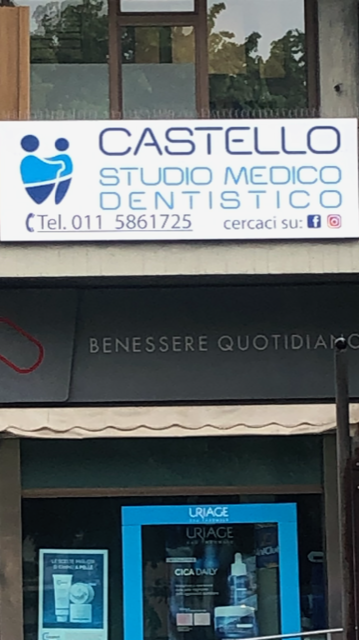 CASTELLO
STUDIO MEDICO
DENTISTICO
Tel. 011 5861725 cercaci su:
BENESSERE QUOTIDIANO
URIAGE
URIAGE
CICA DAILY